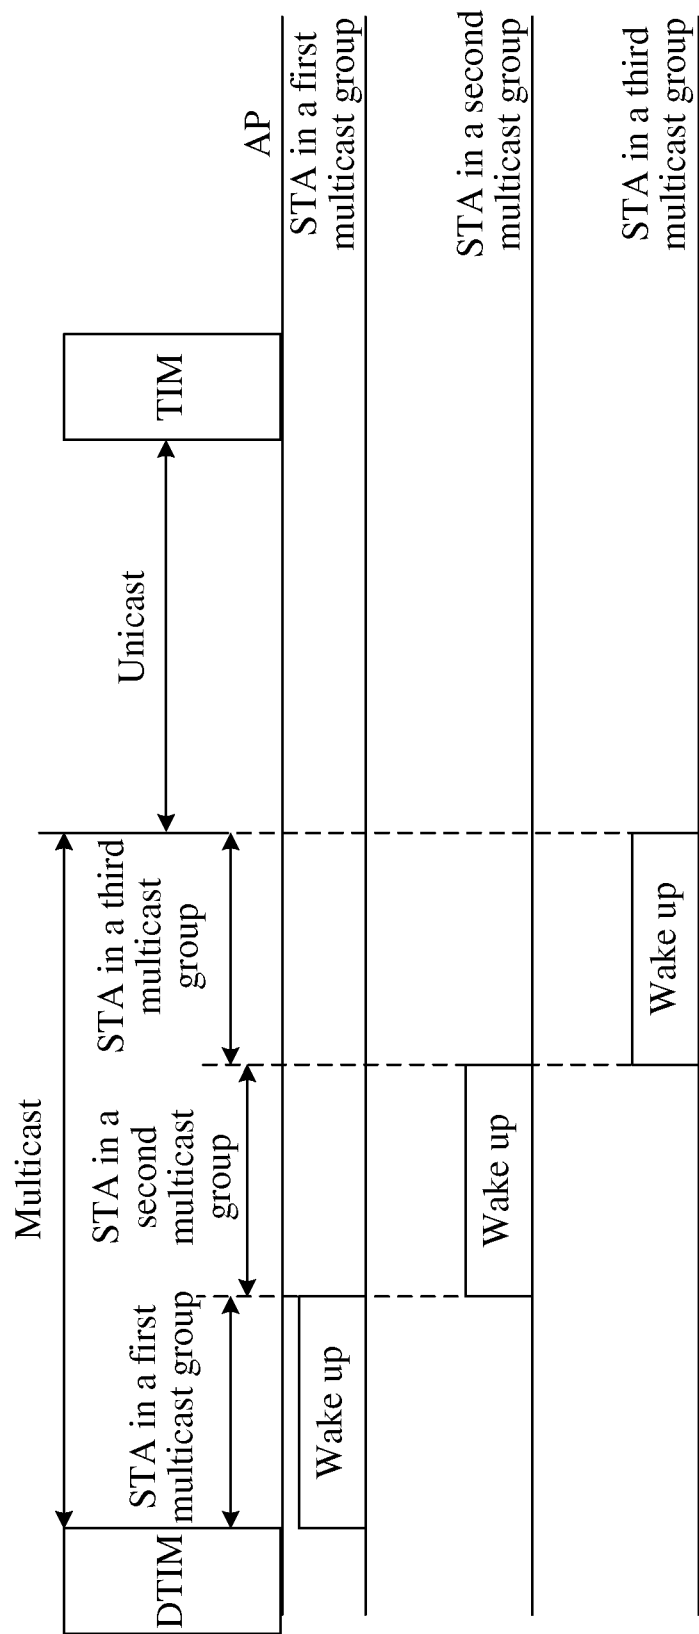 Multicast
STA in a first
multicast group
STA in a
second
multicast
group
STA in a third
multicast
group
Unicast
DTIM
TIM
AP
Wake up
STA in a first
multicast group
Wake up
STA in a second
multicast group
Wake up
STA in a third
multicast group